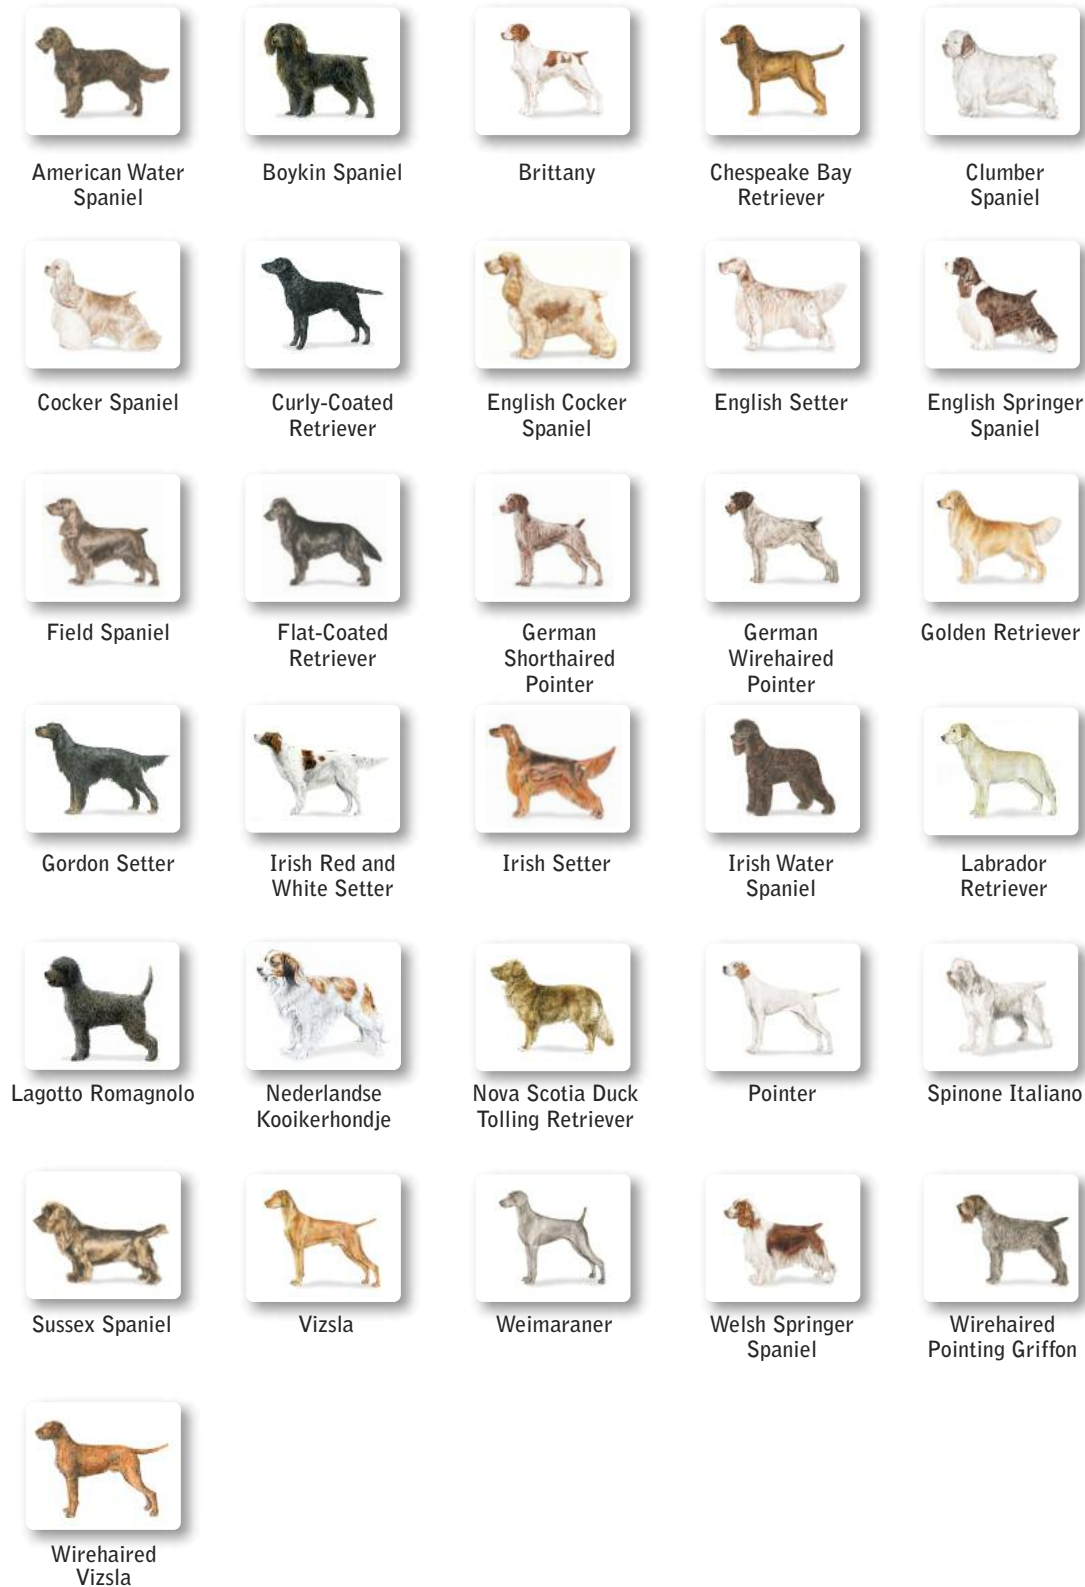 American Water
Spaniel
Boykin Spaniel
Brittany
Chespeake Bay
Retriever
Clumber
Spaniel
Cocker Spaniel
Curly-Coated
Retriever
English Cocker
Spaniel
English Setter
English Springer
Spaniel
Field Spaniel
Flat-Coated
Retriever
German
Shorthaired
Pointer
German
Wirehaired
Pointer
Golden Retriever
Gordon Setter
Irish Red and
White Setter
Irish Setter
Irish Water
Spaniel
Labrador
Retriever
Lagotto Romagnolo
Nederlandse
Kooikerhondje
Nova Scotia Duck
Tolling Retriever
Pointer
Spinone Italiano
Sussex Spaniel
Vizsla
Weimaraner
Welsh Springer
Spaniel
Wirehaired
Pointing Griffon
Wirehaired
Vizsla